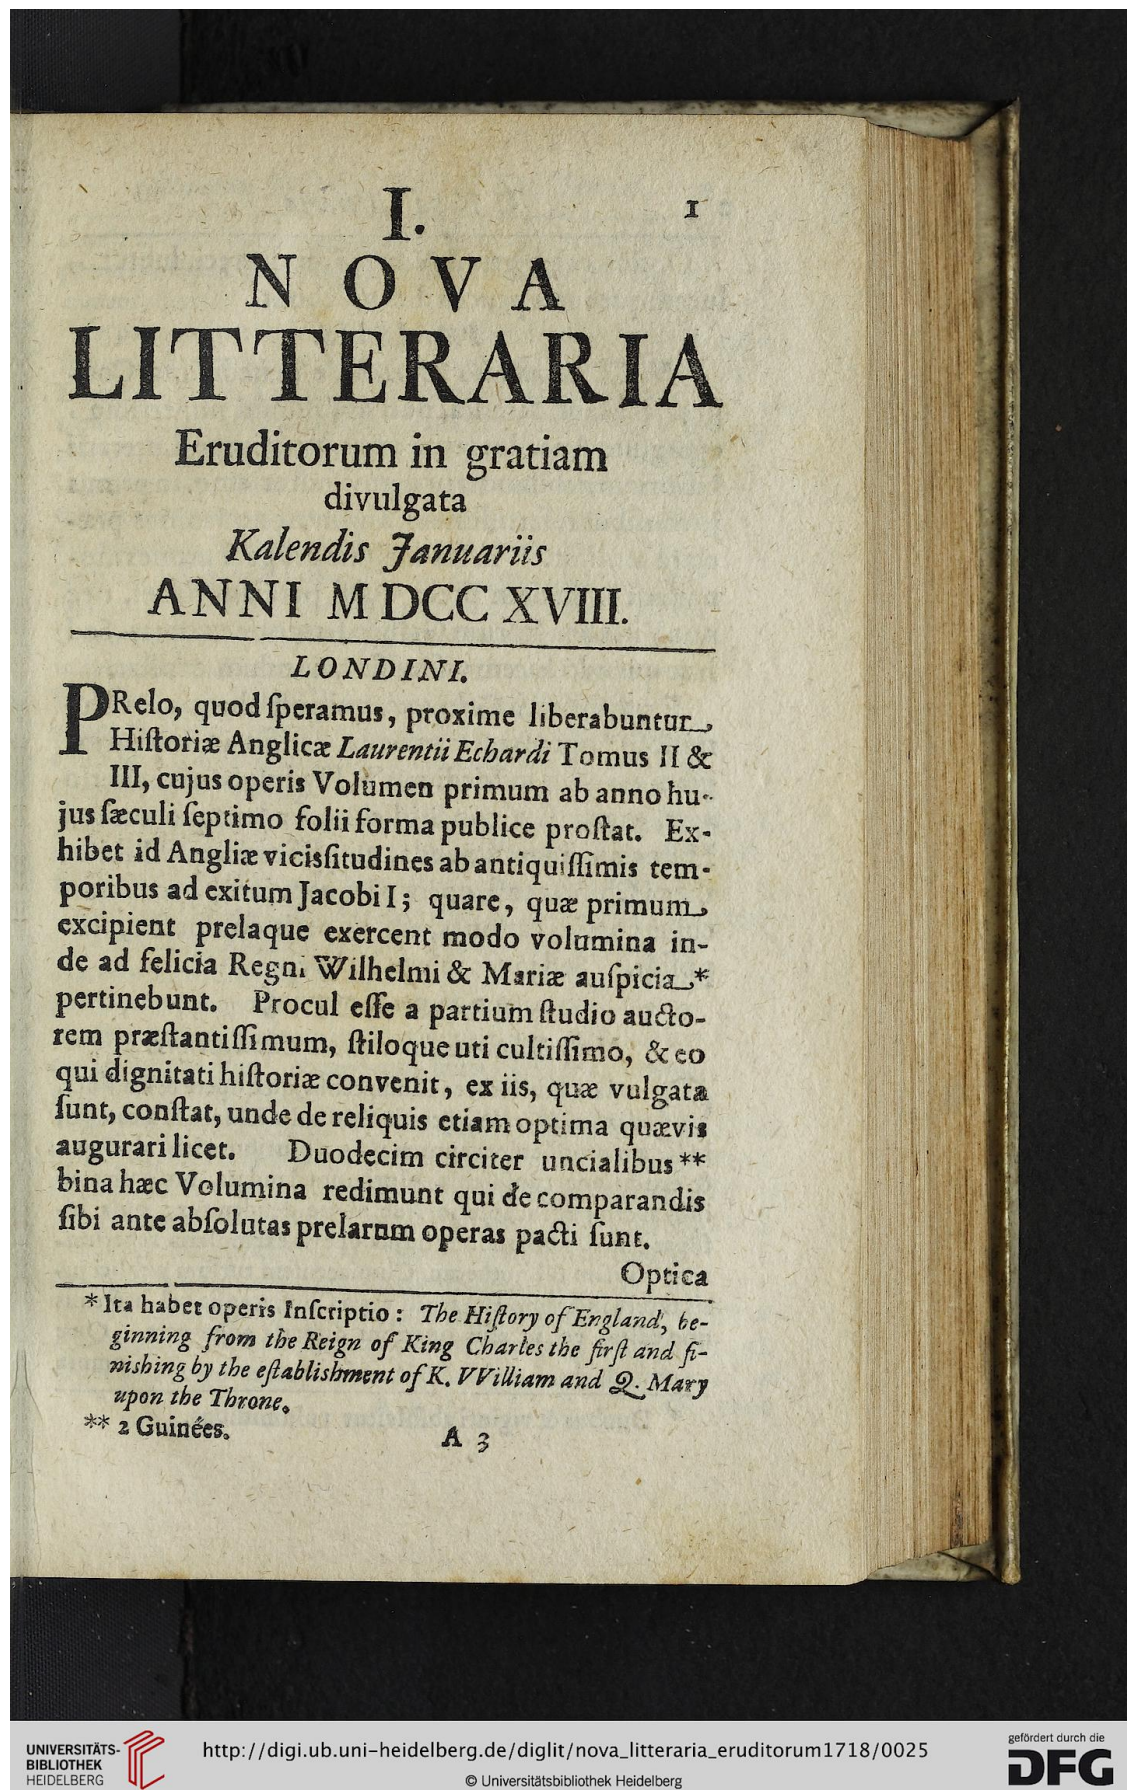 I.
1
NOVA
LITTERARIA
Eruditorum in gratiam
divulgata
Kalendis Januariis
ANNI MDCC XVIII.
LONDINI.
PRelo, quod ſperamus, proxime liberabuntur
Hiſtoriæ Anglicæ Laurentii Echardi Tomus II &
III, cujus operis Volumen primum ab anno hu-
jus ſæculi ſeptimo folii forma publice proſtat. Ex-
hibet id Angliæ vicisſitudines ab antiquiſſimis tem-
poribus ad exitum Jacobi I; quare, quæ primum
excipient prelaque exercent modo volumina in-
de ad felicia Regni Wilhelmi & Mariæ auſpicia *
pertinebunt. Procul eſſe a partium ſtudio aucto-
rem præſtantiſſimum, ſtiloque uti cultiſſimo, & eo
qui dignitati hiſtoriæ convenit, ex iis, quæ vulgata
ſunt, conſtat, unde de reliquis etiam optima quævis
augurari licet. Duodecim circiter uncialibus **
bina hæc Volumina redimunt qui de comparandis
ſibi ante abſolutas prelarum operas pacti ſunt.
Optica
* Ita habet operis Inſcriptio: The Hiſtory of England, be-
ginning from the Reign of King Charles the firſt and fi-
nishing by the eſtablishment of K. VVilliam and Q. Mary
upon the Throne.
** 2 Guinées.
A 3
UNIVERSITÄTS-
BIBLIOTHEK
HEIDELBERG
http://digi.ub.uni-heidelberg.de/diglit/nova_litteraria_eruditorum1718/0025
© Universitätsbibliothek Heidelberg
gefördert durch die
DFG